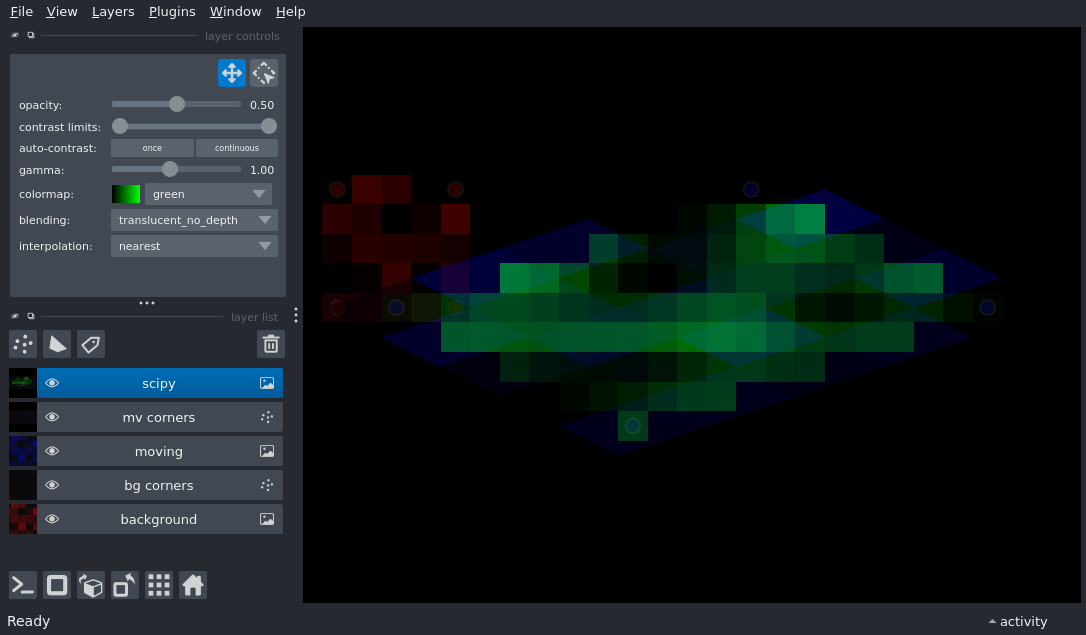 File View Layers Plugins Window Help
layer controls
opacity: 0.50
contrast limits:
auto-contrast: once continuous
gamma: 1.00
colormap: green
blending: translucent_no_depth
interpolation: nearest
layer list
scipy
mv corners
moving
bg corners
background
Ready
activity